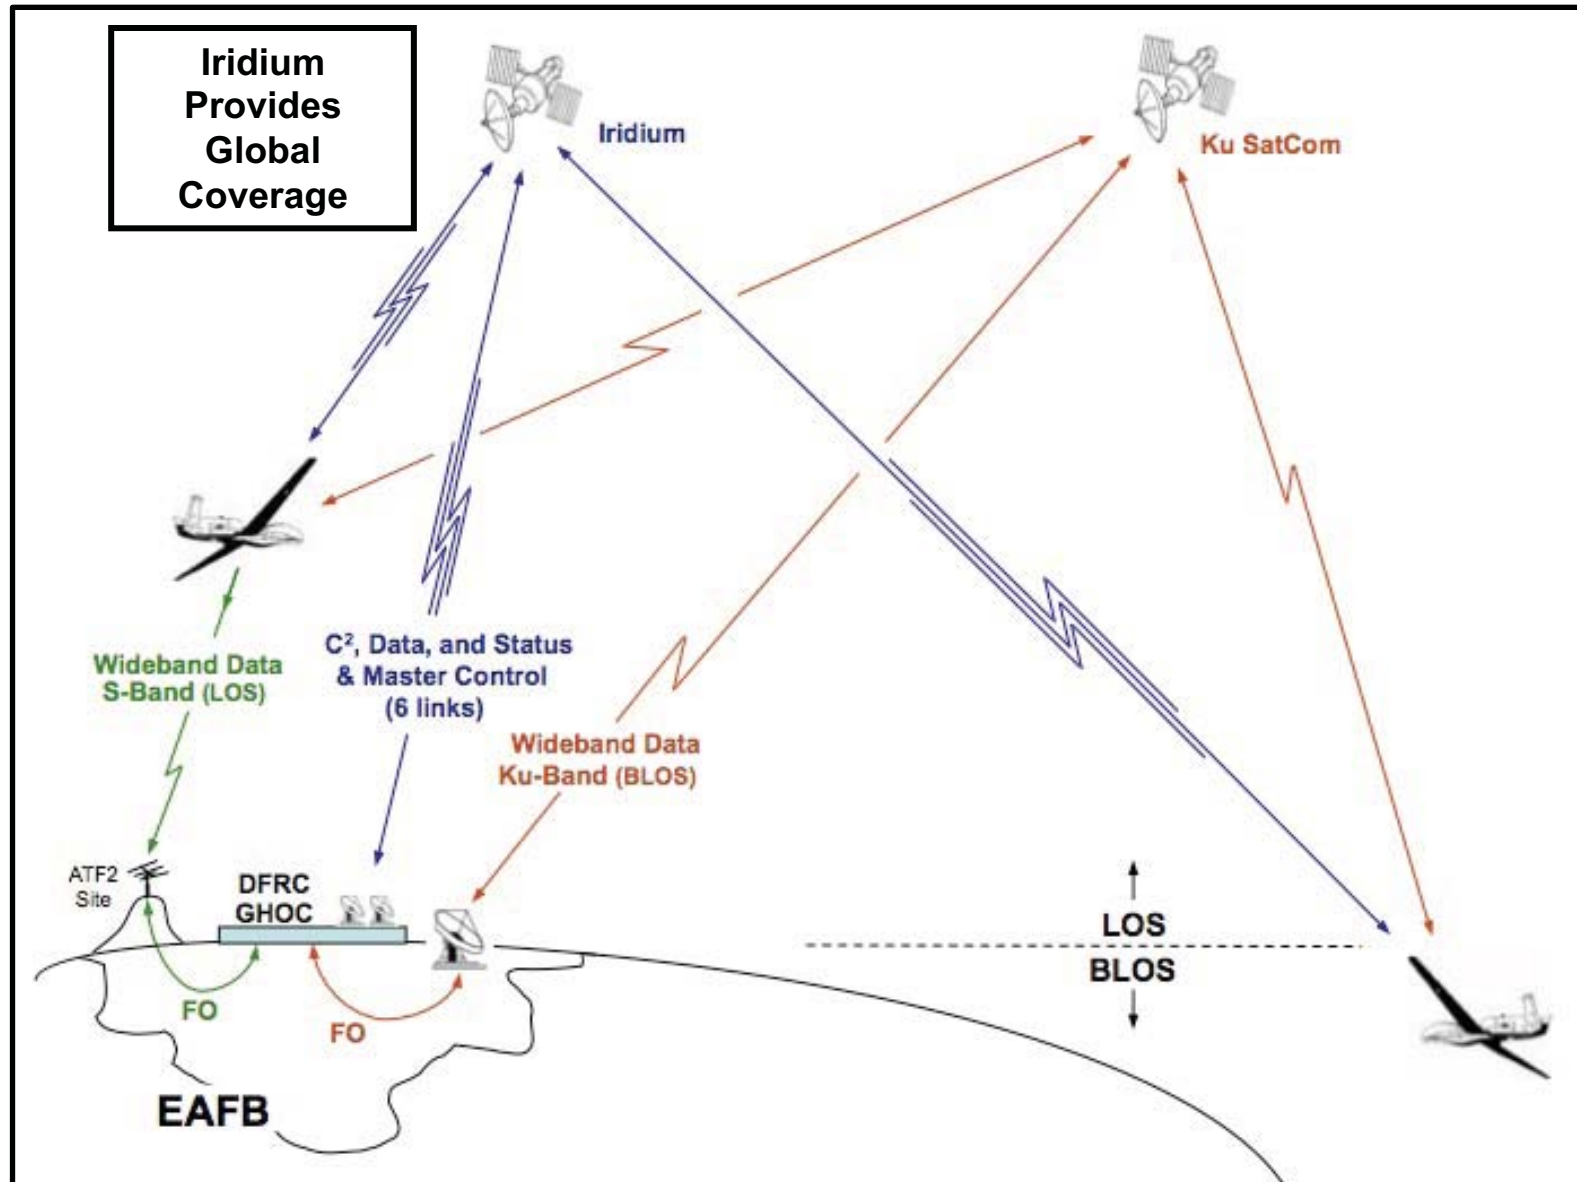 Iridium
Provides
Global
Coverage
Iridium
Ku SatCom
Wideband Data
S-Band (LOS)
C², Data, and Status
& Master Control
(6 links)
Wideband Data
Ku-Band (BLOS)
ATF2
Site
DFRC
GHOC
LOS
BLOS
FO
FO
EAFB